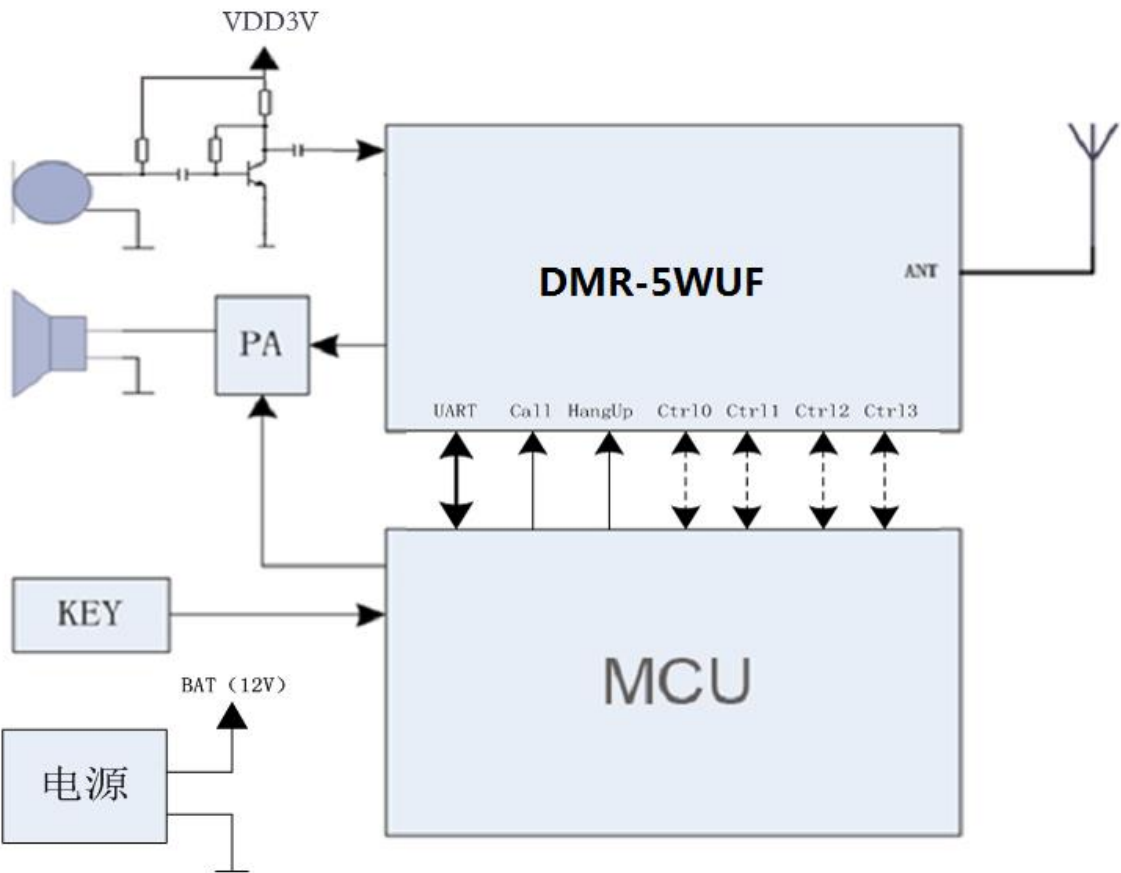 VDD3V
DMR-5WUF
ANT
PA
UART Call HangUp Ctrl0 Ctrl1 Ctrl2 Ctrl3
KEY
MCU
BAT（12V）
电源